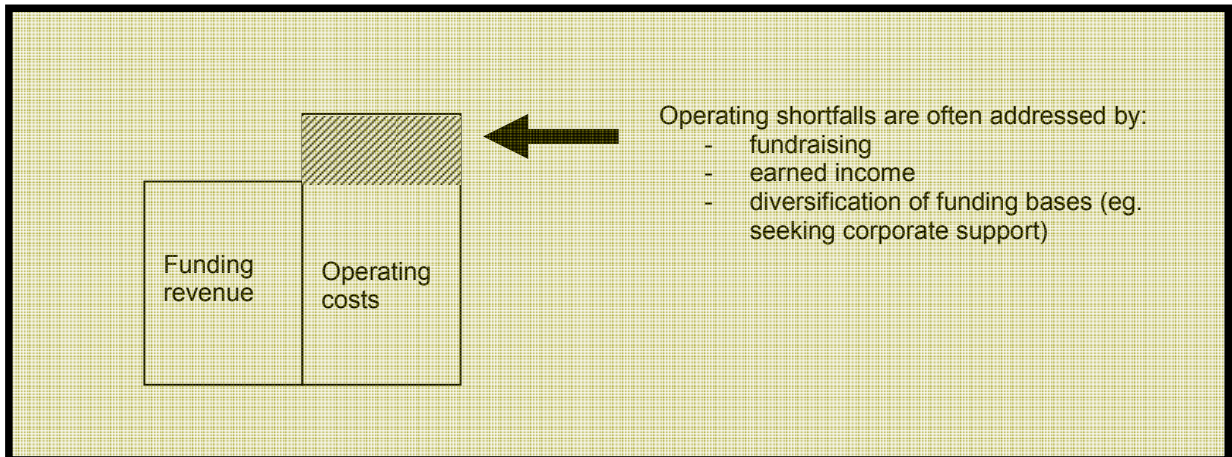 Operating shortfalls are often addressed by:
- fundraising
- earned income
- diversification of funding bases (eg.
seeking corporate support)
Funding
revenue
Operating
costs